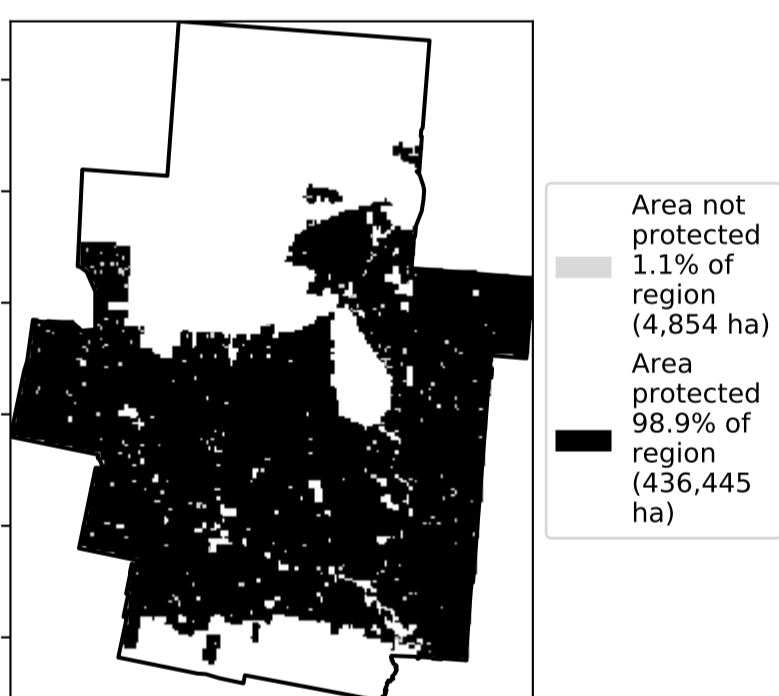 Area not
protected
1.1% of
region
(4,854 ha)
Area
protected
98.9% of
region
(436,445
ha)